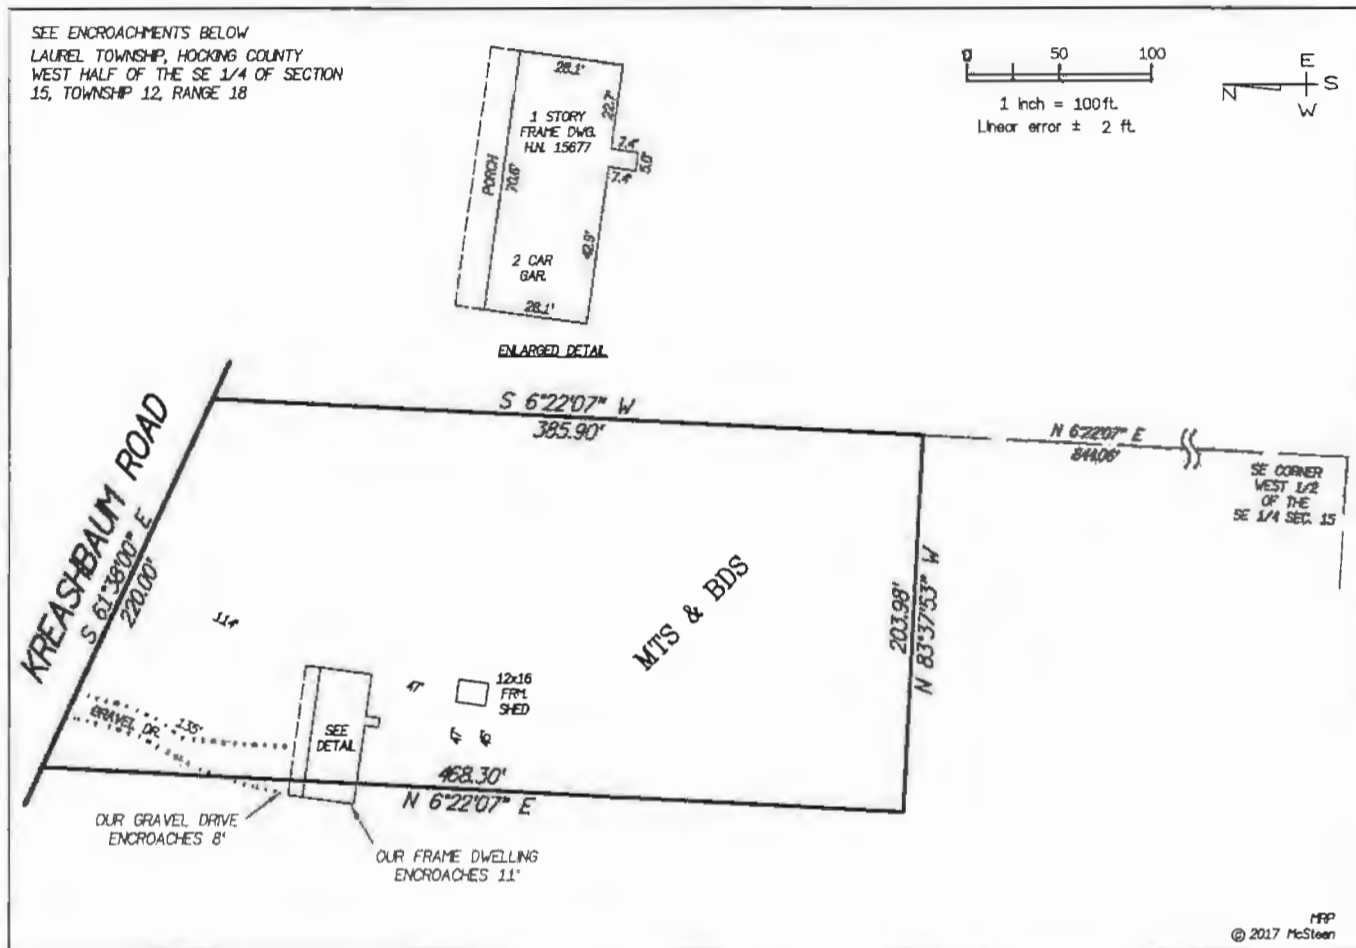 SEE ENCROACHMENTS BELOW
LAUREL TOWNSHIP, HOCKING COUNTY
WEST HALF OF THE SE 1/4 OF SECTION
15, TOWNSHIP 12, RANGE 18
0 50 100
1 inch = 100ft.
Linear error ± 2 ft.
E
N S
W
28.1'
22.7'
1 STORY
FRAME DWG.
H.N. 15677
7.4'
5.0'
7.4'
PORCH
70.6'
42.9'
2 CAR
GAR.
28.1'
ENLARGED DETAIL
S 6°22'07" W
385.90'
N 6°22'07" E
844.06'
SE CORNER
WEST 1/2
OF THE
SE 1/4 SEC. 15
KREASHBAUM ROAD
S 61°38'00" E
220.00'
114'
MTS & BDS
203.98'
N 83°37'53" W
47'
12x16
FRM.
SHED
GRAVEL DR.
135'
SEE
DETAIL
468.30'
N 6°22'07" E
OUR GRAVEL DRIVE
ENCROACHES 8'
OUR FRAME DWELLING
ENCROACHES 11'
MRP
© 2017 McSteen